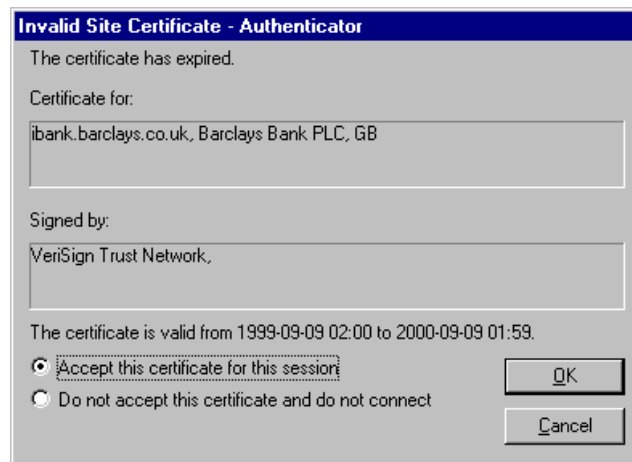 Invalid Site Certificate - Authenticator
The certificate has expired.
Certificate for:
ibank.barclays.co.uk, Barclays Bank PLC, GB
Signed by:
VeriSign Trust Network,
The certificate is valid from 1999-09-09 02:00 to 2000-09-09 01:59.
Accept this certificate for this session
OK
Do not accept this certificate and do not connect
Cancel